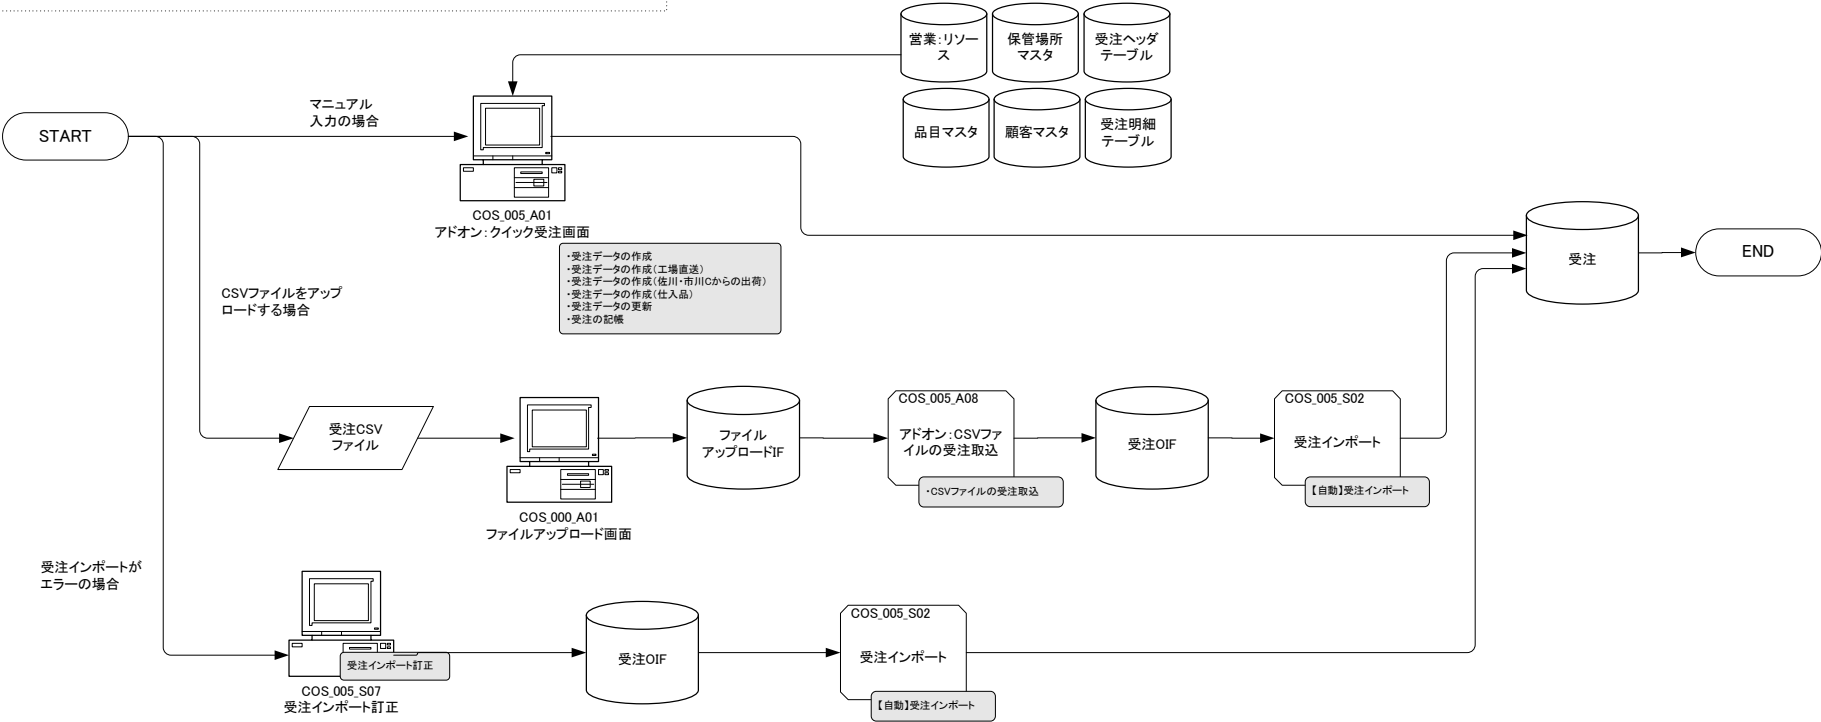 営業：リソー
ス
保管場所
マスタ
受注ヘッダ
テーブル
品目マスタ
顧客マスタ
受注明細
テーブル
START
マニュアル
入力の場合
COS_005_A01
アドオン：クイック受注画面
・受注データの作成
・受注データの作成（工場直送）
・受注データの作成（佐川・市川Cからの出荷）
・受注データの作成（仕入品）
・受注データの更新
・受注の記帳
受注
END
CSVファイルをアップ
ロードする場合
受注CSV
ファイル
COS_000_A01
ファイルアップロード画面
ファイル
アップロードIF
COS_005_A08
アドオン：CSVファ
イルの受注取込
・CSVファイルの受注取込
受注OIF
COS_005_S02
受注インポート
【自動】受注インポート
受注インポートが
エラーの場合
受注インポート訂正
COS_005_S07
受注インポート訂正
受注OIF
COS_005_S02
受注インポート
【自動】受注インポート